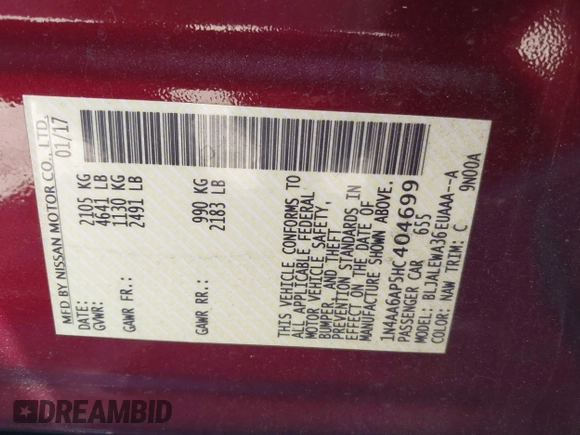 MFD BY NISSAN MOTOR CO., LTD.
DATE: 01/17
GVWR: 2105 KG
4641 LB
GAWR FR: 1130 KG
2491 LB
GAWR RR: 990 KG
2183 LB
THIS VEHICLE CONFORMS TO
ALL APPLICABLE FEDERAL
MOTOR VEHICLE SAFETY,
BUMPER, AND THEFT
PREVENTION STANDARDS IN
EFFECT ON THE DATE OF
MANUFACTURE SHOWN ABOVE.
1N4AA6AP5HC404699
PASSENGER CAR 655
MODEL: BLJALEWA36EUAAA--A
COLOR: NAW TRIM: C 9N00A
DREAMBID